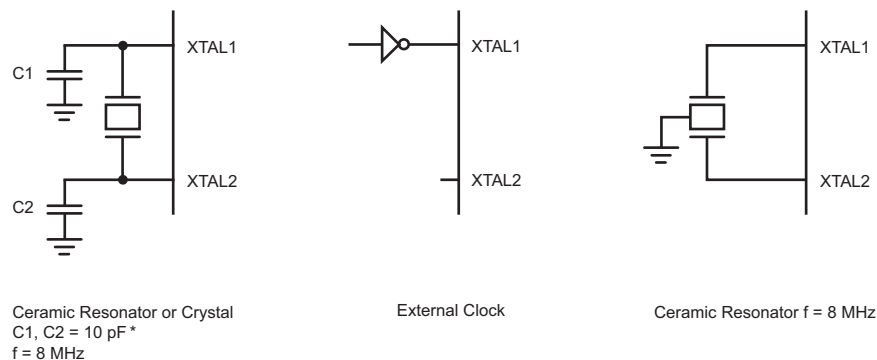 XTAL1
C1
XTAL2
C2
Ceramic Resonator or Crystal
C1, C2 = 10 pF *
f = 8 MHz
XTAL1
XTAL2
External Clock
XTAL1
XTAL2
Ceramic Resonator f = 8 MHz